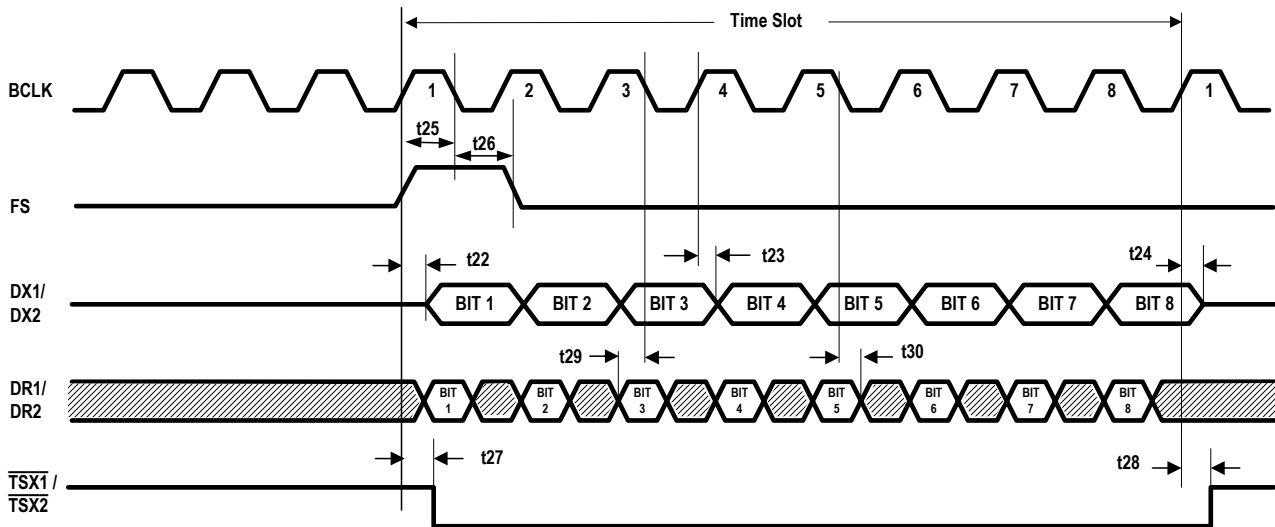 Time Slot
BCLK
1 2 3 4 5 6 7 8 1
t25
t26
FS
t22
t23
t24
DX1/
DX2
BIT 1 BIT 2 BIT 3 BIT 4 BIT 5 BIT 6 BIT 7 BIT 8
t29
t30
DR1/
DR2
BIT 1 BIT 2 BIT 3 BIT 4 BIT 5 BIT 6 BIT 7 BIT 8
t27
t28
TSX1 /
TSX2